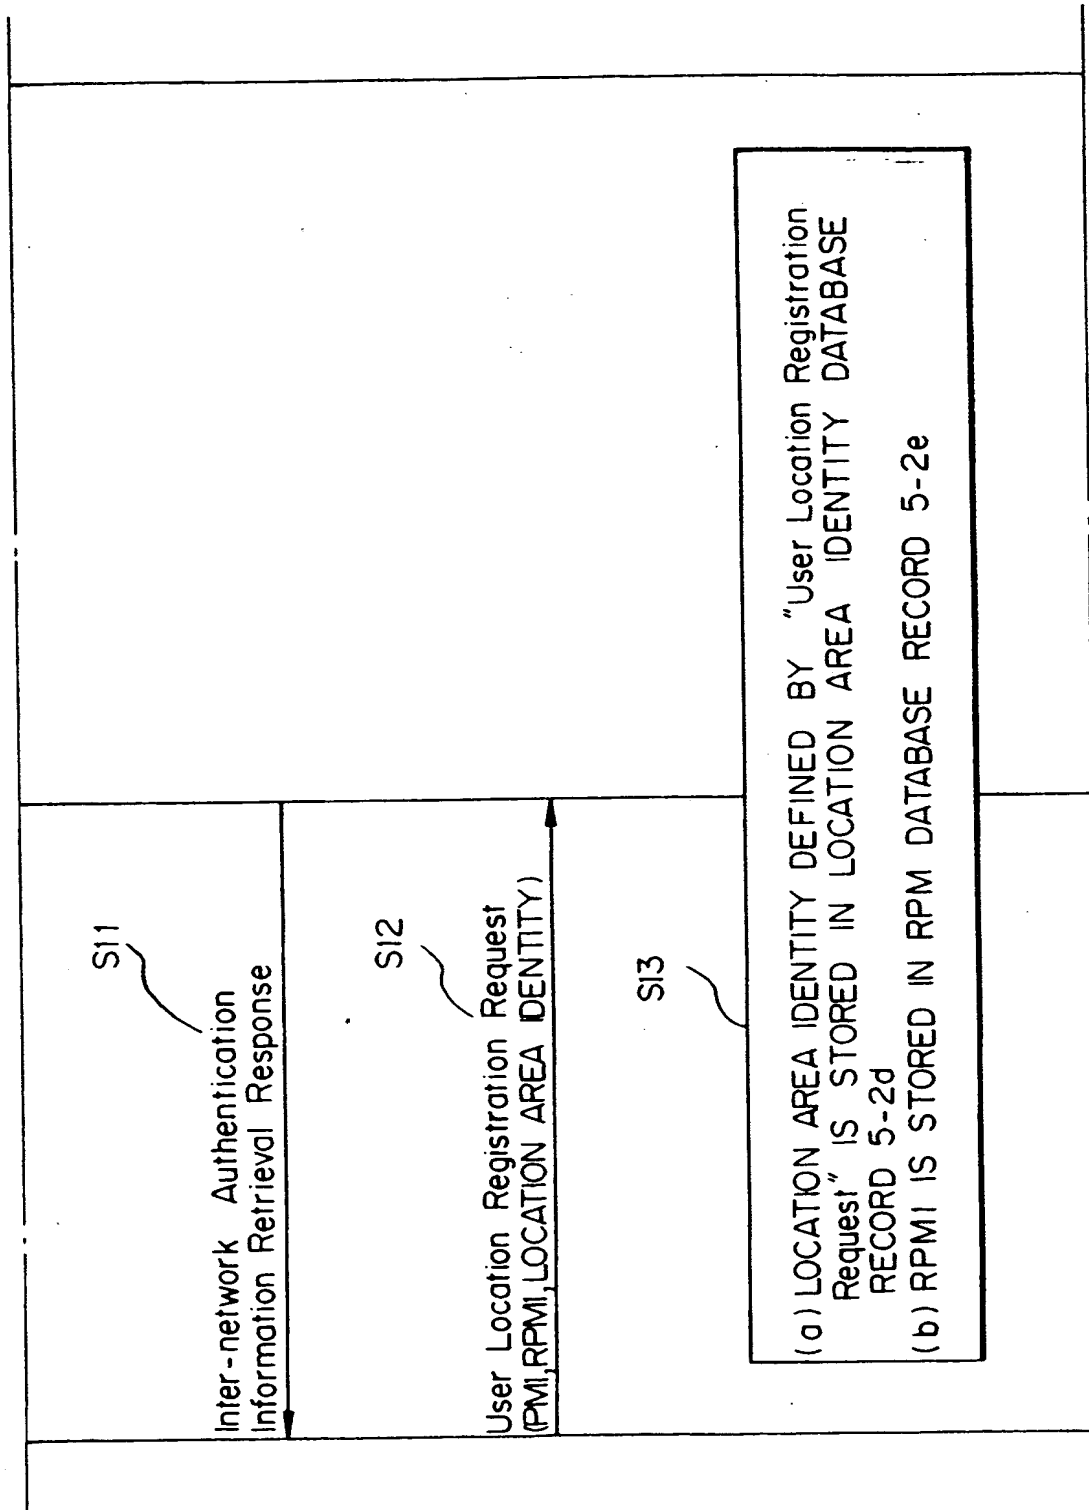 S11
Inter-network Authentication
Information Retrieval Response
S12
User Location Registration Request
(PMI,RPMI,LOCATION AREA IDENTITY)
S13
(a) LOCATION AREA IDENTITY DEFINED BY "User Location Registration
Request" IS STORED IN LOCATION AREA IDENTITY DATABASE
RECORD 5-2d
(b) RPMI IS STORED IN RPM DATABASE RECORD 5-2e